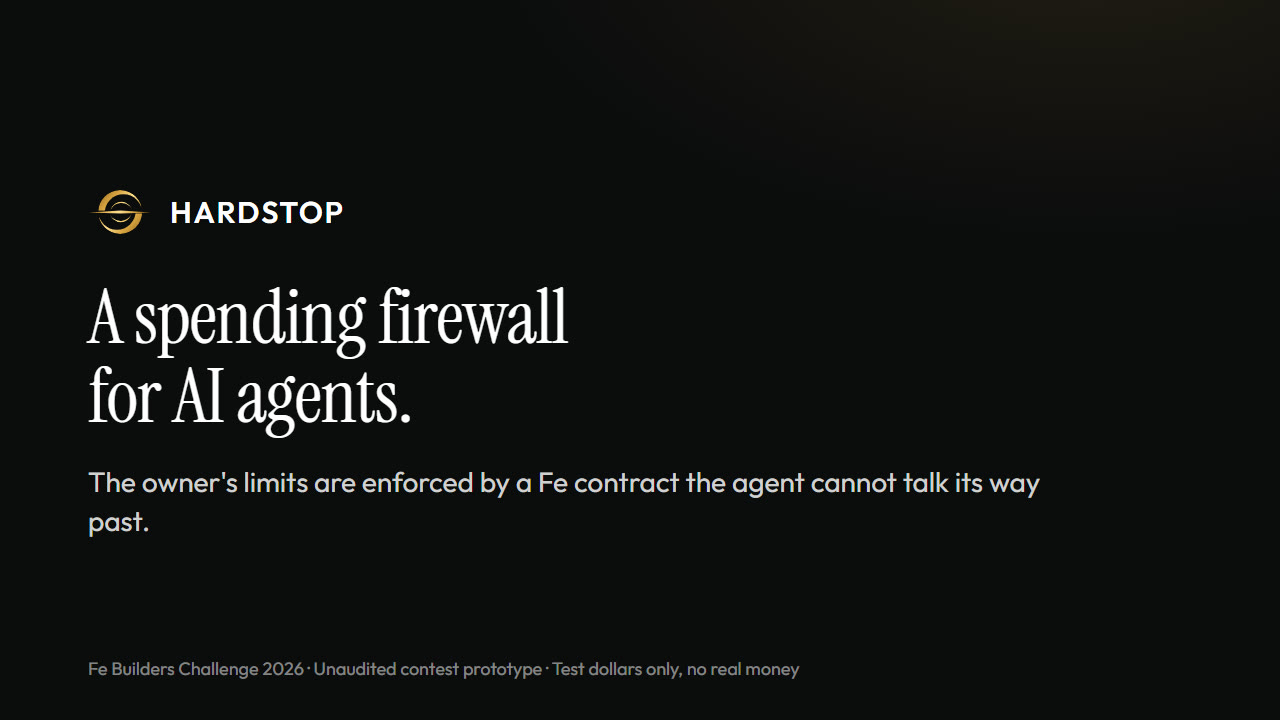 HARDSTOP
A spending firewall
for AI agents.
The owner's limits are enforced by a Fe contract the agent cannot talk its way
past.
Fe Builders Challenge 2026 · Unaudited contest prototype · Test dollars only, no real money